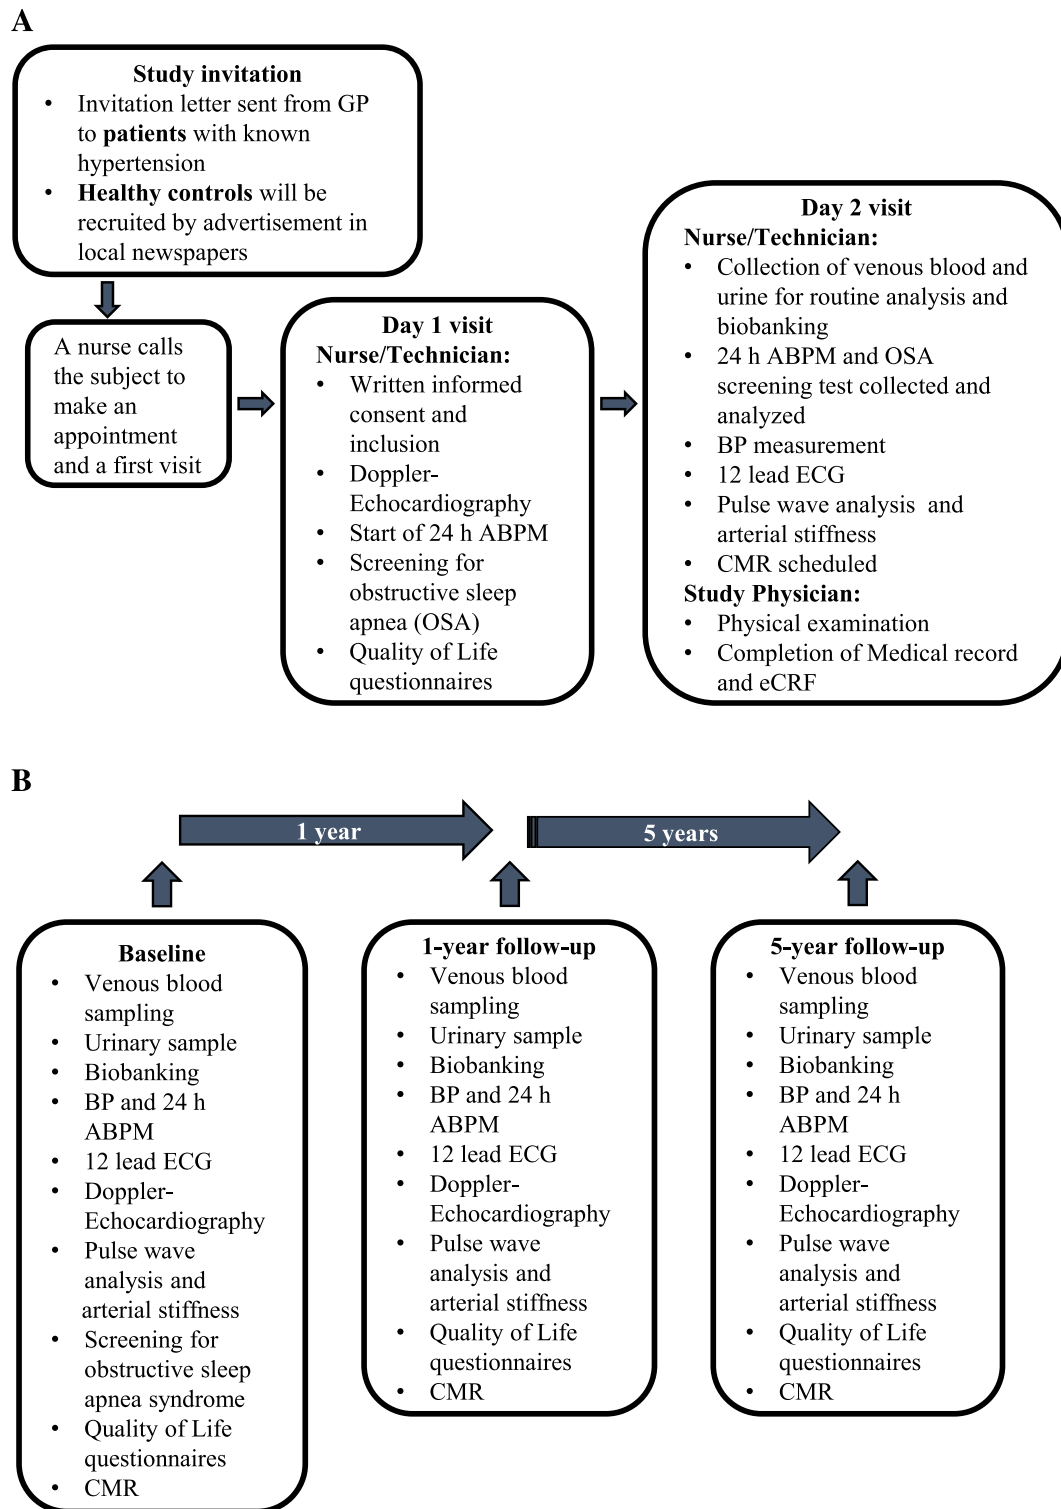 A
Study invitation
• Invitation letter sent from GP
to patients with known
hypertension
• Healthy controls will be
recruited by advertisement in
local newspapers
A nurse calls
the subject to
make an
appointment
and a first visit
Day 1 visit
Nurse/Technician:
• Written informed
consent and
inclusion
• Doppler-
Echocardiography
• Start of 24 h ABPM
• Screening for
obstructive sleep
apnea (OSA)
• Quality of Life
questionnaires
Day 2 visit
Nurse/Technician:
• Collection of venous blood and
urine for routine analysis and
biobanking
• 24 h ABPM and OSA
screening test collected and
analyzed
• BP measurement
• 12 lead ECG
• Pulse wave analysis and
arterial stiffness
• CMR scheduled
Study Physician:
• Physical examination
• Completion of Medical record
and eCRF
B
1 year
5 years
Baseline
• Venous blood
sampling
• Urinary sample
• Biobanking
• BP and 24 h
ABPM
• 12 lead ECG
• Doppler-
Echocardiography
• Pulse wave
analysis and
arterial stiffness
• Screening for
obstructive sleep
apnea syndrome
• Quality of Life
questionnaires
• CMR
1-year follow-up
• Venous blood
sampling
• Urinary sample
• Biobanking
• BP and 24 h
ABPM
• 12 lead ECG
• Doppler-
Echocardiography
• Pulse wave
analysis and
arterial stiffness
• Quality of Life
questionnaires
• CMR
5-year follow-up
• Venous blood
sampling
• Urinary sample
• Biobanking
• BP and 24 h
ABPM
• 12 lead ECG
• Doppler-
Echocardiography
• Pulse wave
analysis and
arterial stiffness
• Quality of Life
questionnaires
• CMR